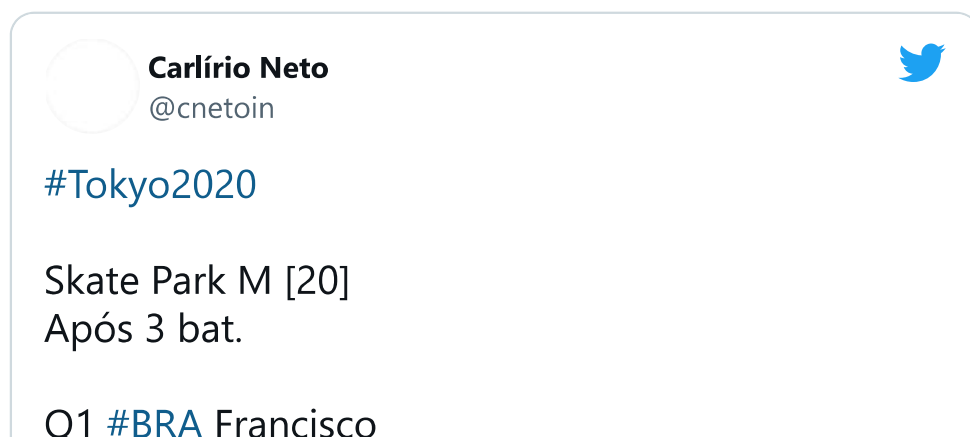 Carlírio Neto
@cnetoin
#Tokyo2020
Skate Park M [20]
Após 3 bat.
Q1 #BRA Francisco